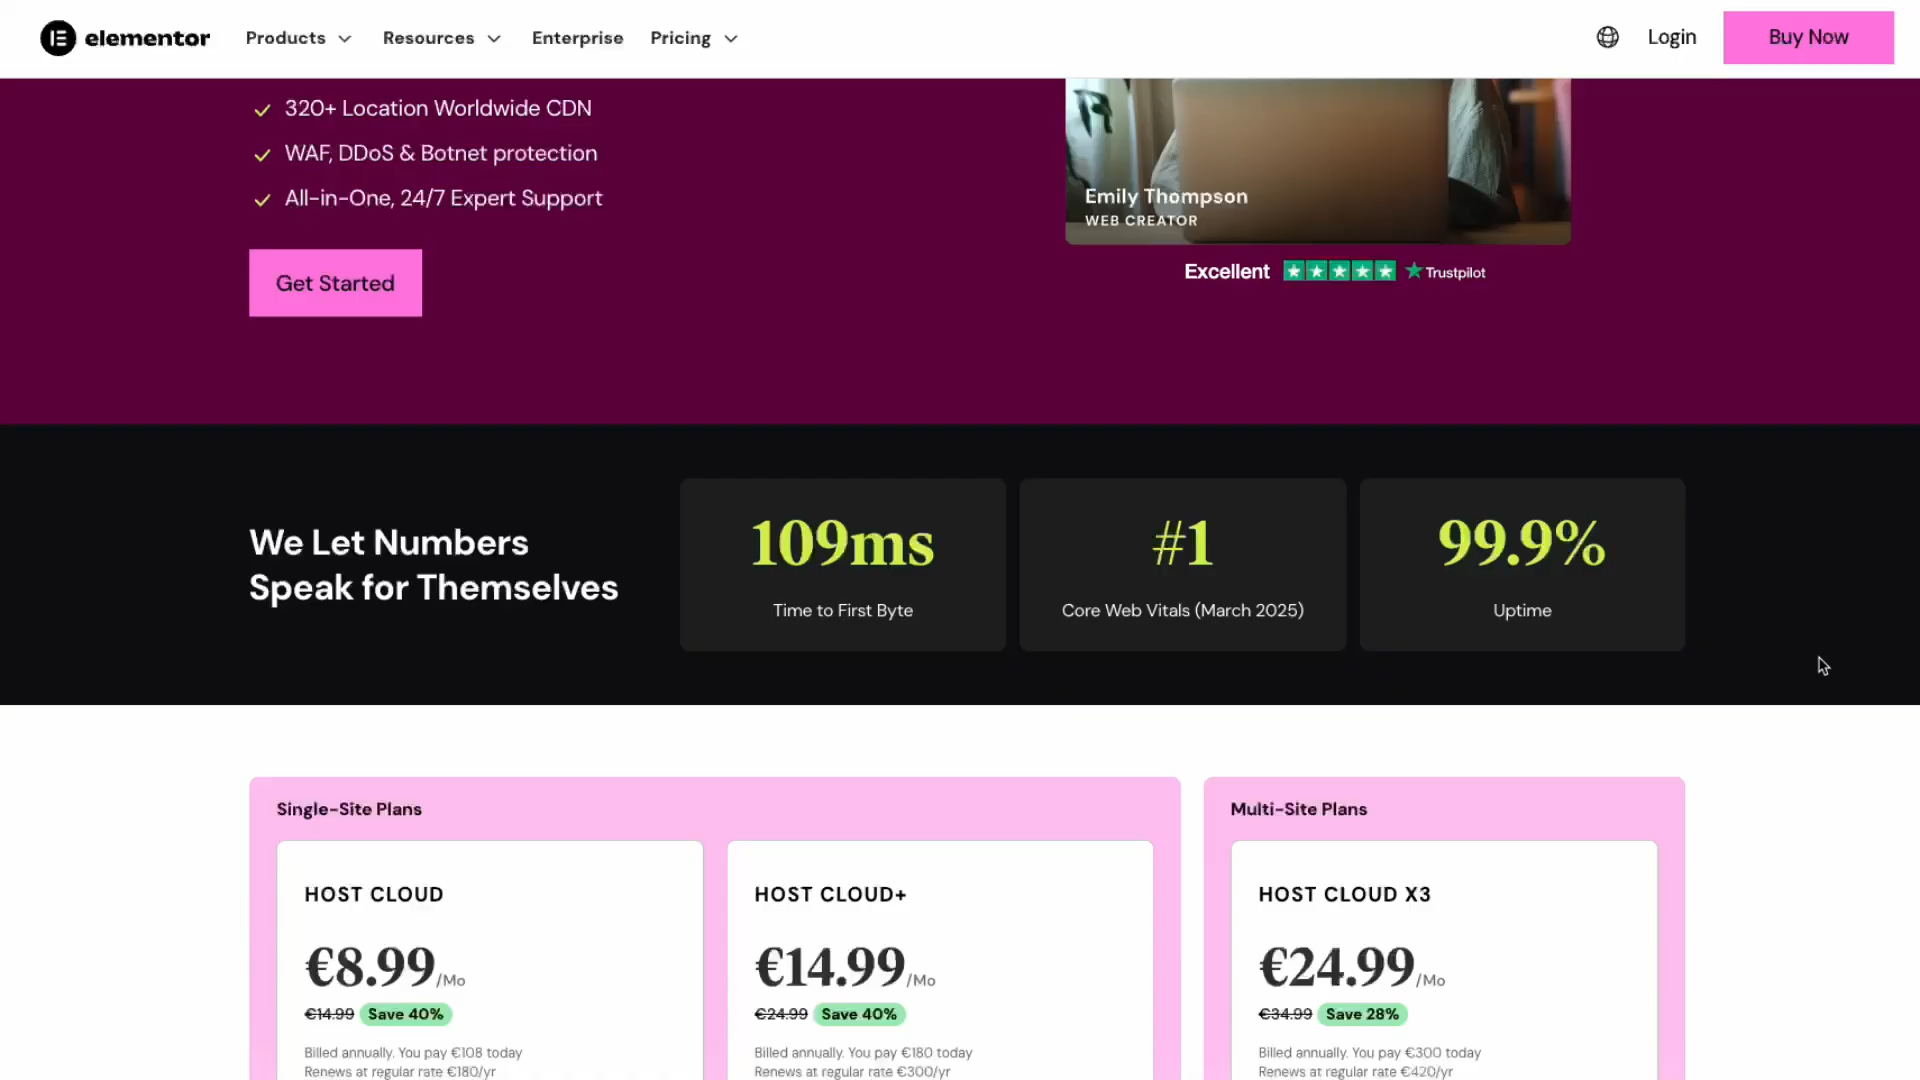 elementor
Products
Resources
Enterprise
Pricing
Login
Buy Now
320+ Location Worldwide CDN
WAF, DDoS & Botnet protection
All-in-One, 24/7 Expert Support
Get Started
Emily Thompson
WEB CREATOR
Excellent
Trustpilot
We Let Numbers
Speak for Themselves
109ms
Time to First Byte
#1
Core Web Vitals (March 2025)
99.9%
Uptime
Single-Site Plans
HOST CLOUD
€8.99/Mo
€14.99 Save 40%
Billed annually. You pay €108 today
Renews at regular rate €180/yr
HOST CLOUD+
€14.99/Mo
€24.99 Save 40%
Billed annually. You pay €180 today
Renews at regular rate €300/yr
Multi-Site Plans
HOST CLOUD X3
€24.99/Mo
€34.99 Save 28%
Billed annually. You pay €300 today
Renews at regular rate €420/yr